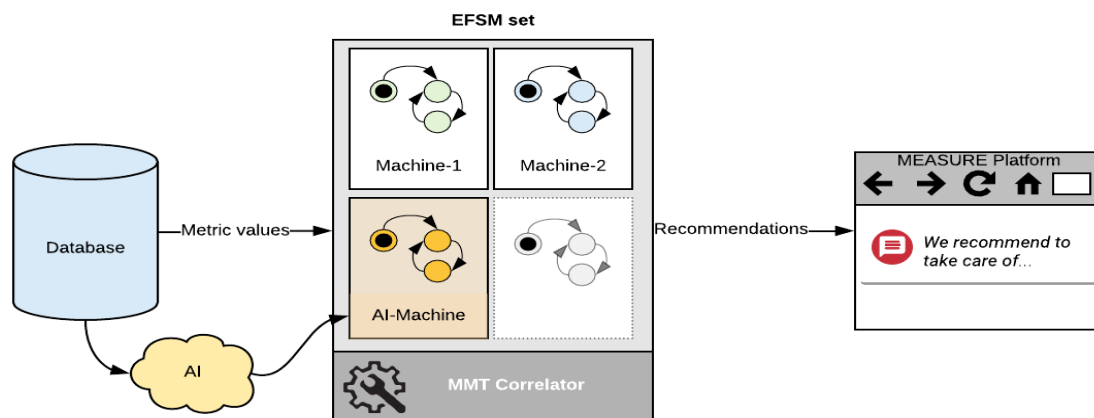 EFSM set
Machine-1
Machine-2
MEASURE Platform
Database
Metric values
Recommendations
We recommend to
take care of...
AI-Machine
AI
MMT Correlator